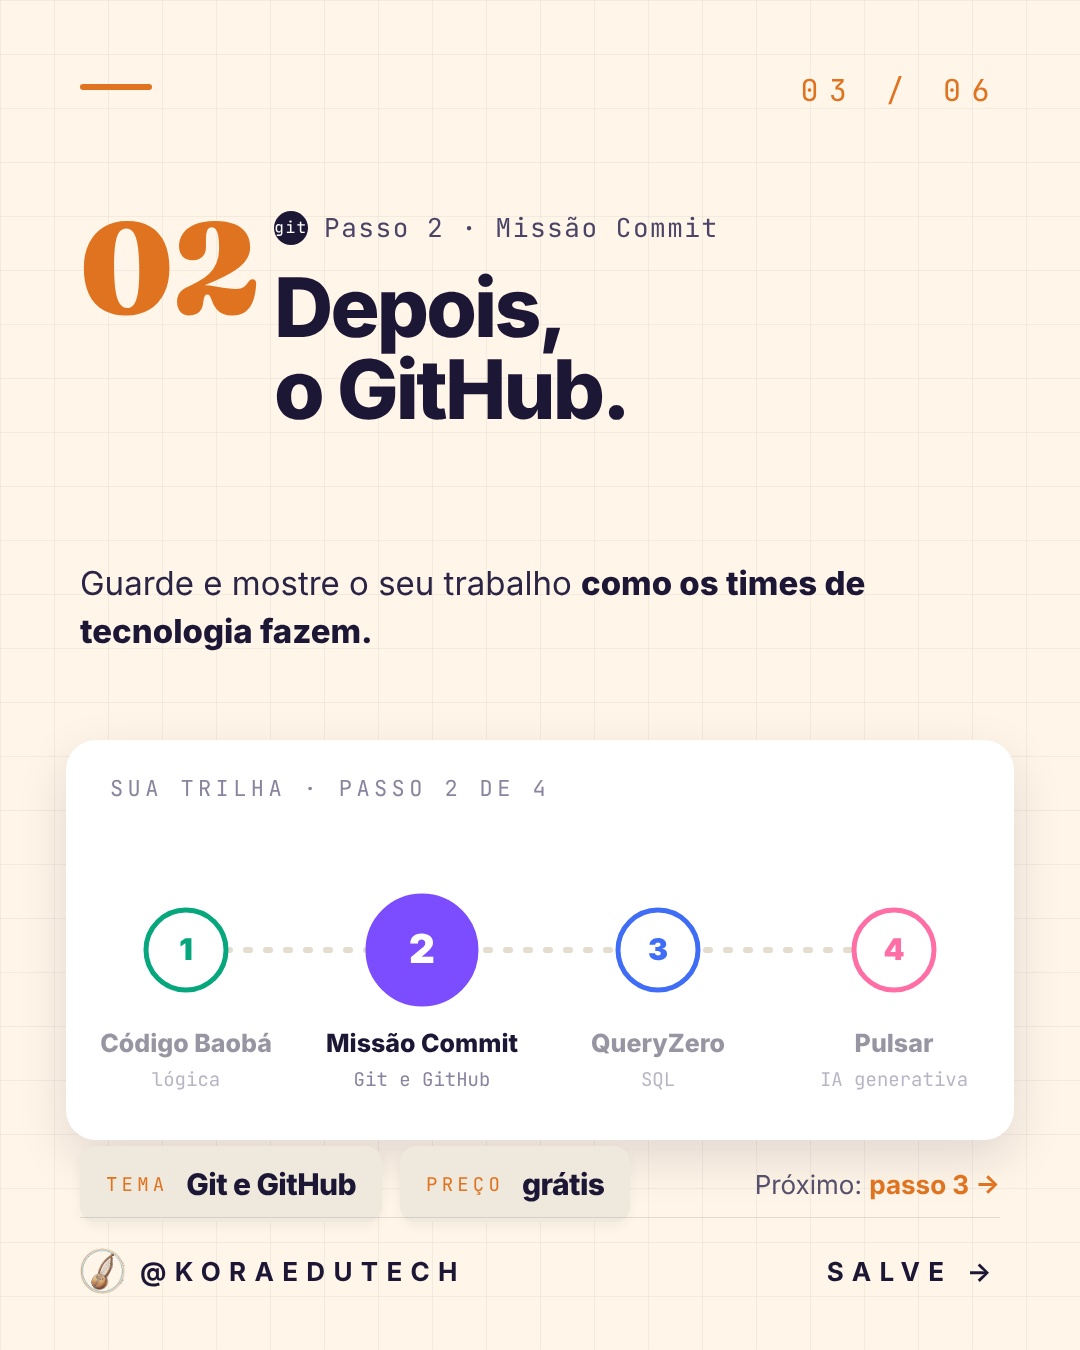 03 / 06
02
git Passo 2 · Missão Commit
Depois,
o GitHub.
Guarde e mostre o seu trabalho como os times de
tecnologia fazem.
SUA TRILHA · PASSO 2 DE 4
1 2 3 4
Código Baobá Missão Commit QueryZero Pulsar
lógica Git e GitHub SQL IA generativa
TEMA Git e GitHub PREÇO grátis Próximo: passo 3 →
@KORAEDUTECH SALVE →